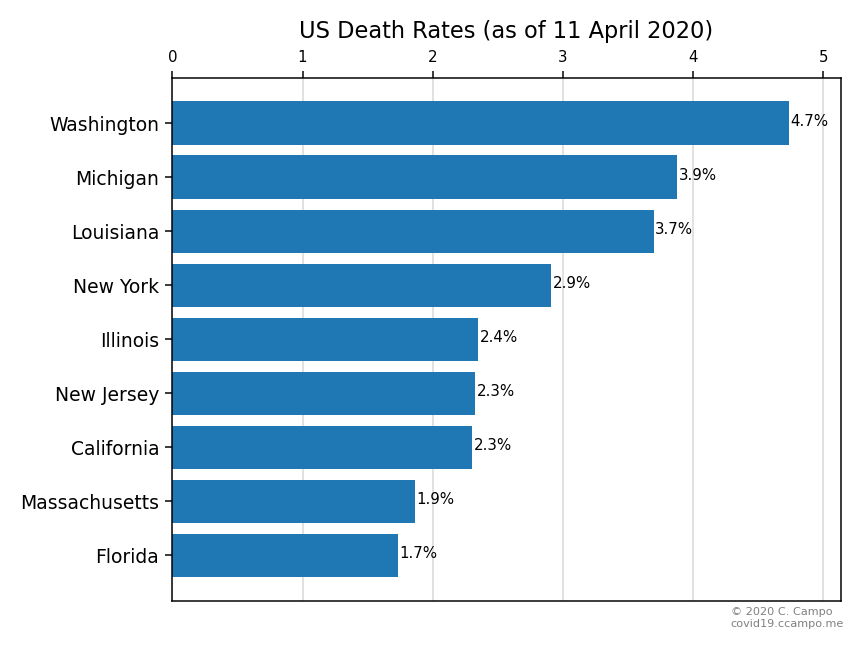 US Death Rates (as of 11 April 2020)
0 1 2 3 4 5
Washington 4.7%
Michigan 3.9%
Louisiana 3.7%
New York 2.9%
Illinois 2.4%
New Jersey 2.3%
California 2.3%
Massachusetts 1.9%
Florida 1.7%
© 2020 C. Campo
covid19.ccampo.me